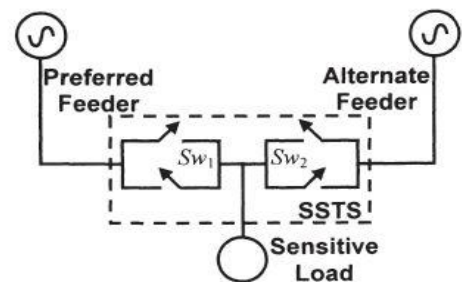 Preferred
Feeder
Alternate
Feeder
Sw1
Sw2
SSTS
Sensitive
Load